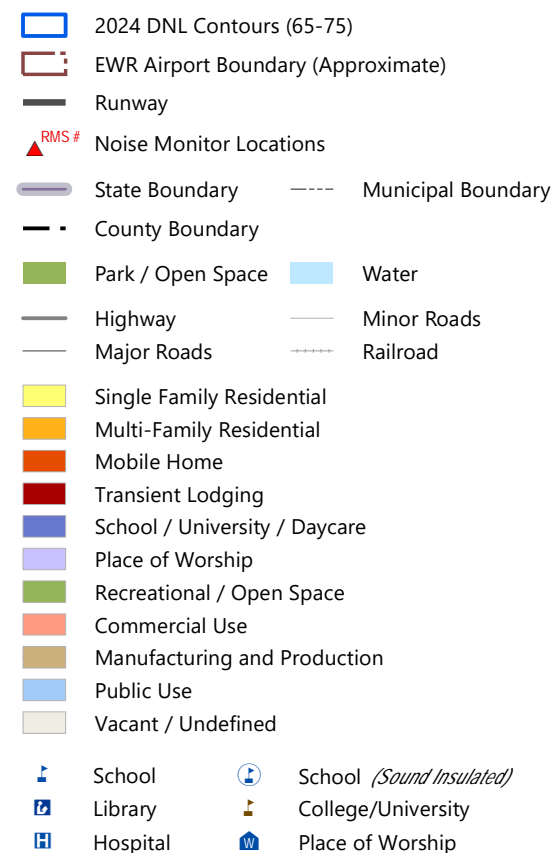 2024 DNL Contours (65-75)
EWR Airport Boundary (Approximate)
Runway
RMS #
Noise Monitor Locations
State Boundary Municipal Boundary
County Boundary
Park / Open Space Water
Highway Minor Roads
Major Roads Railroad
Single Family Residential
Multi-Family Residential
Mobile Home
Transient Lodging
School / University / Daycare
Place of Worship
Recreational / Open Space
Commercial Use
Manufacturing and Production
Public Use
Vacant / Undefined
School School (Sound Insulated)
Library College/University
H Hospital W Place of Worship